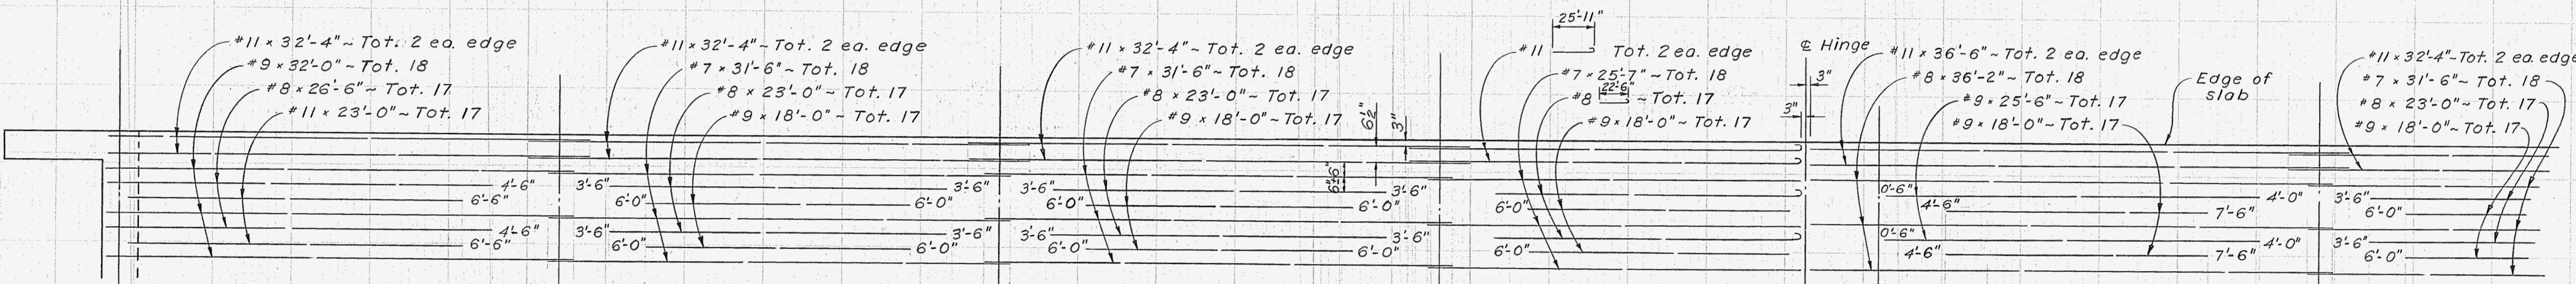 #11 × 32'-4" ~ Tot. 2 ea. edge
#9 × 32'-0" ~ Tot. 18
#8 × 26'-6" ~ Tot. 17
#11 × 23'-0" ~ Tot. 17
4'-6"
6'-6"
4'-6"
6'-6"
#11 × 32'-4" ~ Tot. 2 ea. edge
#7 × 31'-6" ~ Tot. 18
#8 × 23'-0" ~ Tot. 17
#9 × 18'-0" ~ Tot. 17
3'-6"
6'-0"
3'-6"
6'-0"
3'-6"
6'-0"
3'-6"
6'-0"
#11 × 32'-4" ~ Tot. 2 ea. edge
#7 × 31'-6" ~ Tot. 18
#8 × 23'-0" ~ Tot. 17
#9 × 18'-0" ~ Tot. 17
3"
3'-6"
6'-0"
6" 6"
3'-6"
6'-0"
3'-6"
6'-0"
3'-6"
6'-0"
25'-11"
#11 Tot. 2 ea. edge
#7 × 25'-7" ~ Tot. 18
22'-6"
#8 ~ Tot. 17
#9 × 18'-0" ~ Tot. 17
6'-0"
6'-0"
℄ Hinge
3"
3"
#11 × 36'-6" ~ Tot. 2 ea. edge
#8 × 36'-2" ~ Tot. 18
#9 × 25'-6" ~ Tot. 17
#9 × 18'-0" ~ Tot. 17
Edge of
slab
0'-6"
4'-6"
4'-0"
7'-6"
0'-6"
4'-6"
4'-0"
7'-6"
#11 × 32'-4" ~ Tot. 2 ea. edge
#7 × 31'-6" ~ Tot. 18
#8 × 23'-0" ~ Tot. 17
#9 × 18'-0" ~ Tot. 17
3'-6"
6'-0"
3'-6"
6'-0"